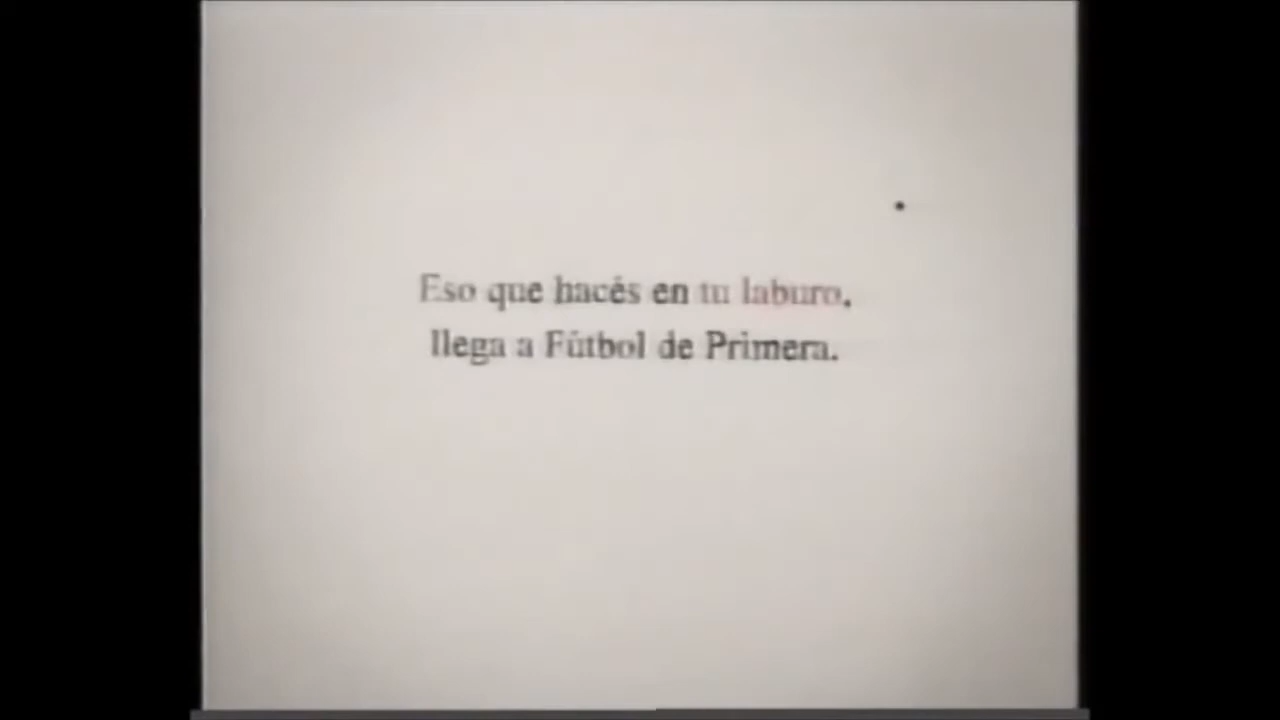 Eso que hacés en tu laburo,
llega a Fútbol de Primera.